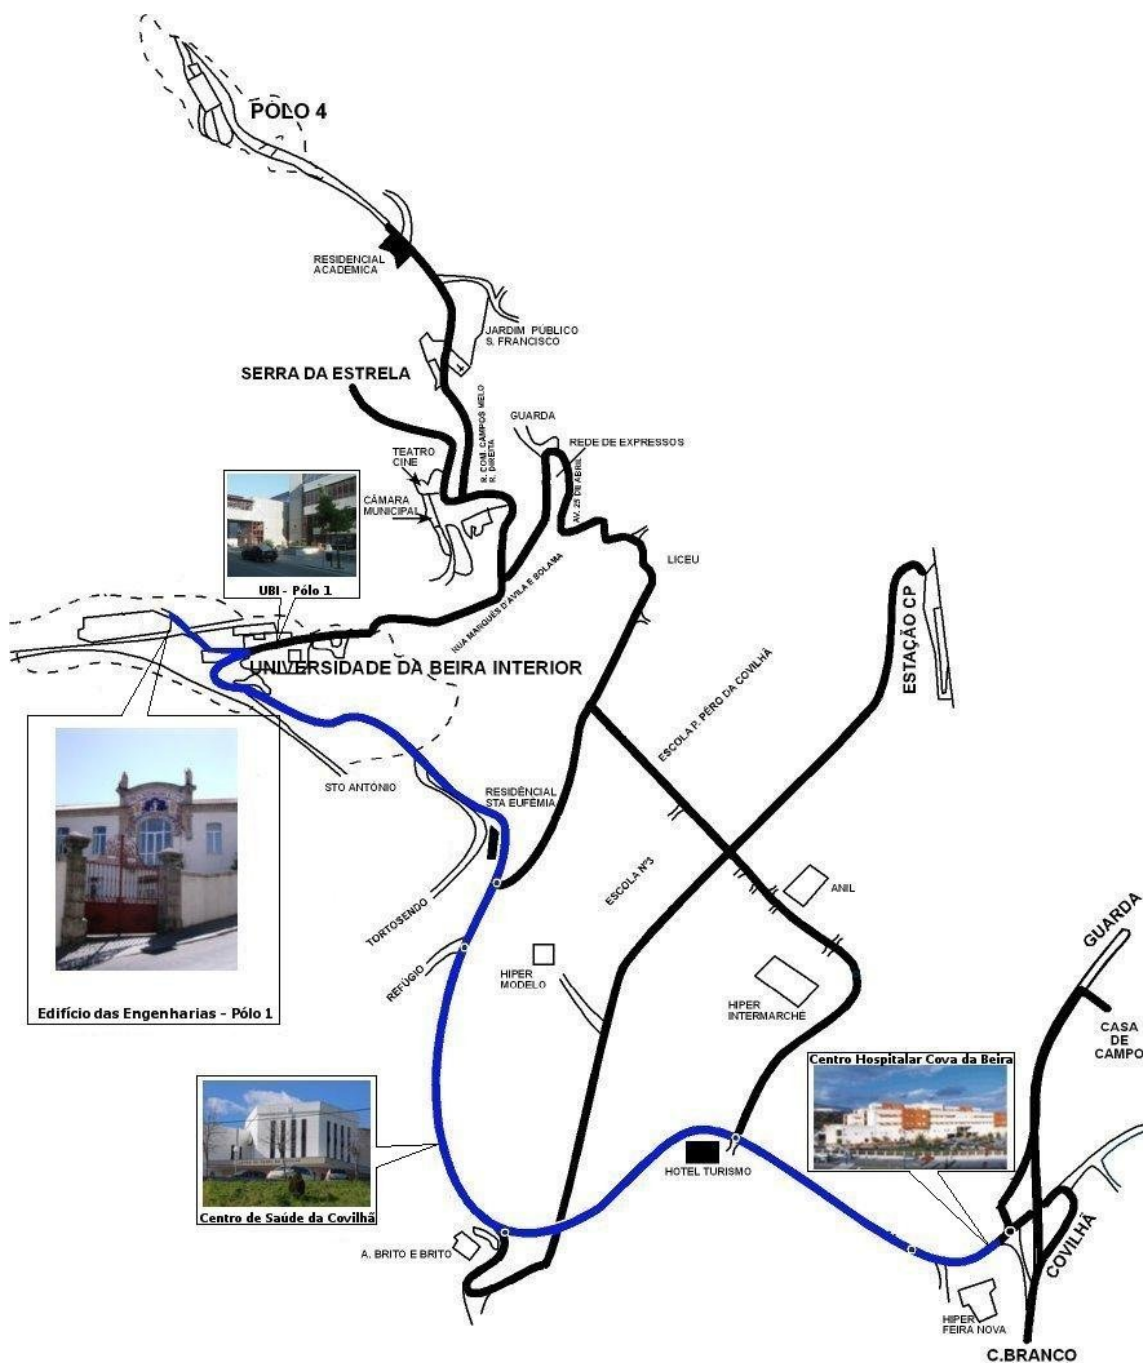 PÓLO 4
RESIDENCIAL
ACADÉMICA
JARDIM PÚBLICO
S. FRANCISCO
SERRA DA ESTRELA
R. COM. CAMPOS MELO
R. DIREITA
GUARDA
REDE DE EXPRESSOS
TEATRO
CINE
AV. 25 DE ABRIL
CÂMARA
MUNICIPAL
LICEU
UBI - Pólo 1
RUA MARQUÊS D'AVILA E BOLAMA
ESTAÇÃO CP
UNIVERSIDADE DA BEIRA INTERIOR
ESCOLA P. PÊRO DA COVILHÃ
STO ANTÓNIO
RESIDÊNCIAL
STA EUFÊMIA
ESCOLA Nº3
ANIL
TORTOSENDO
GUARDA
REFÚGIO
HIPER
MODELO
HIPER
INTERMARCHÉ
Edifício das Engenharias - Pólo 1
CASA
DE
CAMPO
Centro Hospitalar Cova da Beira
HOTEL TURISMO
Centro de Saúde da Covilhã
A. BRITO E BRITO
COVILHÃ
HIPER
FEIRA NOVA
C.BRANCO